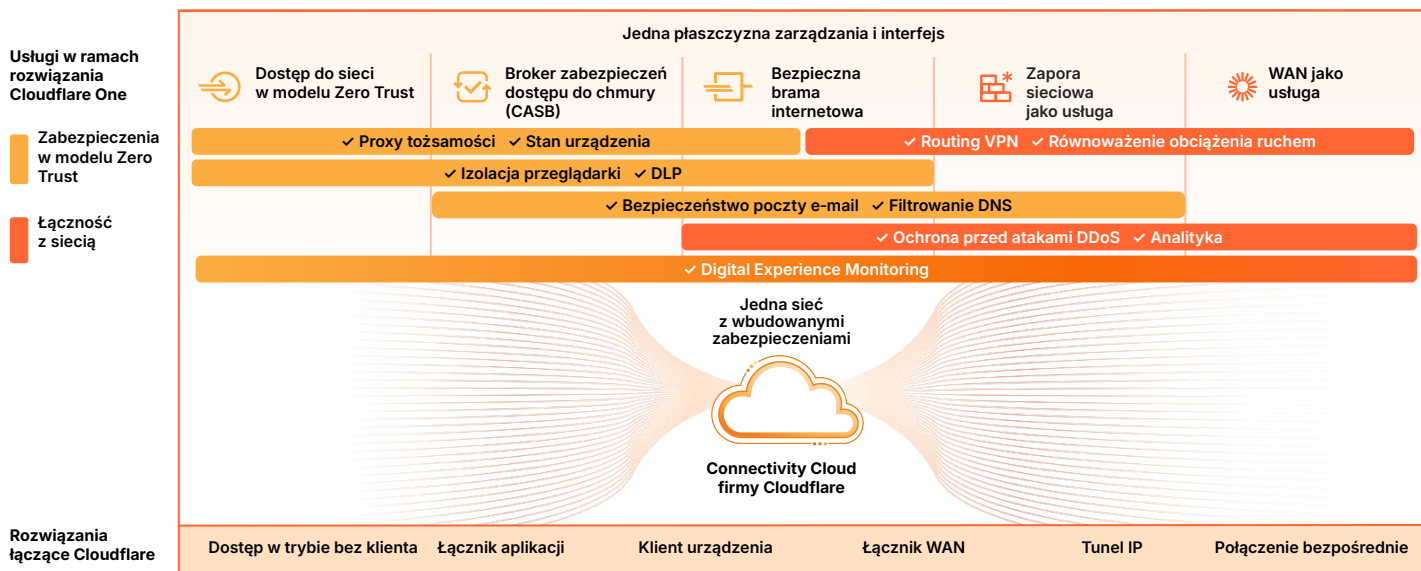 Jedna płaszczyzna zarządzania i interfejs
Usługi w ramach
rozwiązania
Cloudflare One
Dostęp do sieci
w modelu Zero Trust
Broker zabezpieczeń
dostępu do chmury
(CASB)
Bezpieczna
brama
internetowa
Zapora
sieciowa
jako usługa
WAN jako
usługa
Zabezpieczenia
w modelu Zero
Trust
Łączność
z siecią
✓ Proxy tożsamości ✓ Stan urządzenia
✓ Routing VPN ✓ Równoważenie obciążenia ruchem
✓ Izolacja przeglądarki ✓ DLP
✓ Bezpieczeństwo poczty e-mail ✓ Filtrowanie DNS
✓ Ochrona przed atakami DDoS ✓ Analityka
✓ Digital Experience Monitoring
Jedna sieć
z wbudowanymi
zabezpieczeniami
Connectivity Cloud
firmy Cloudflare
Rozwiązania
łączące Cloudflare
Dostęp w trybie bez klienta
Łącznik aplikacji
Klient urządzenia
Łącznik WAN
Tunel IP
Połączenie bezpośrednie